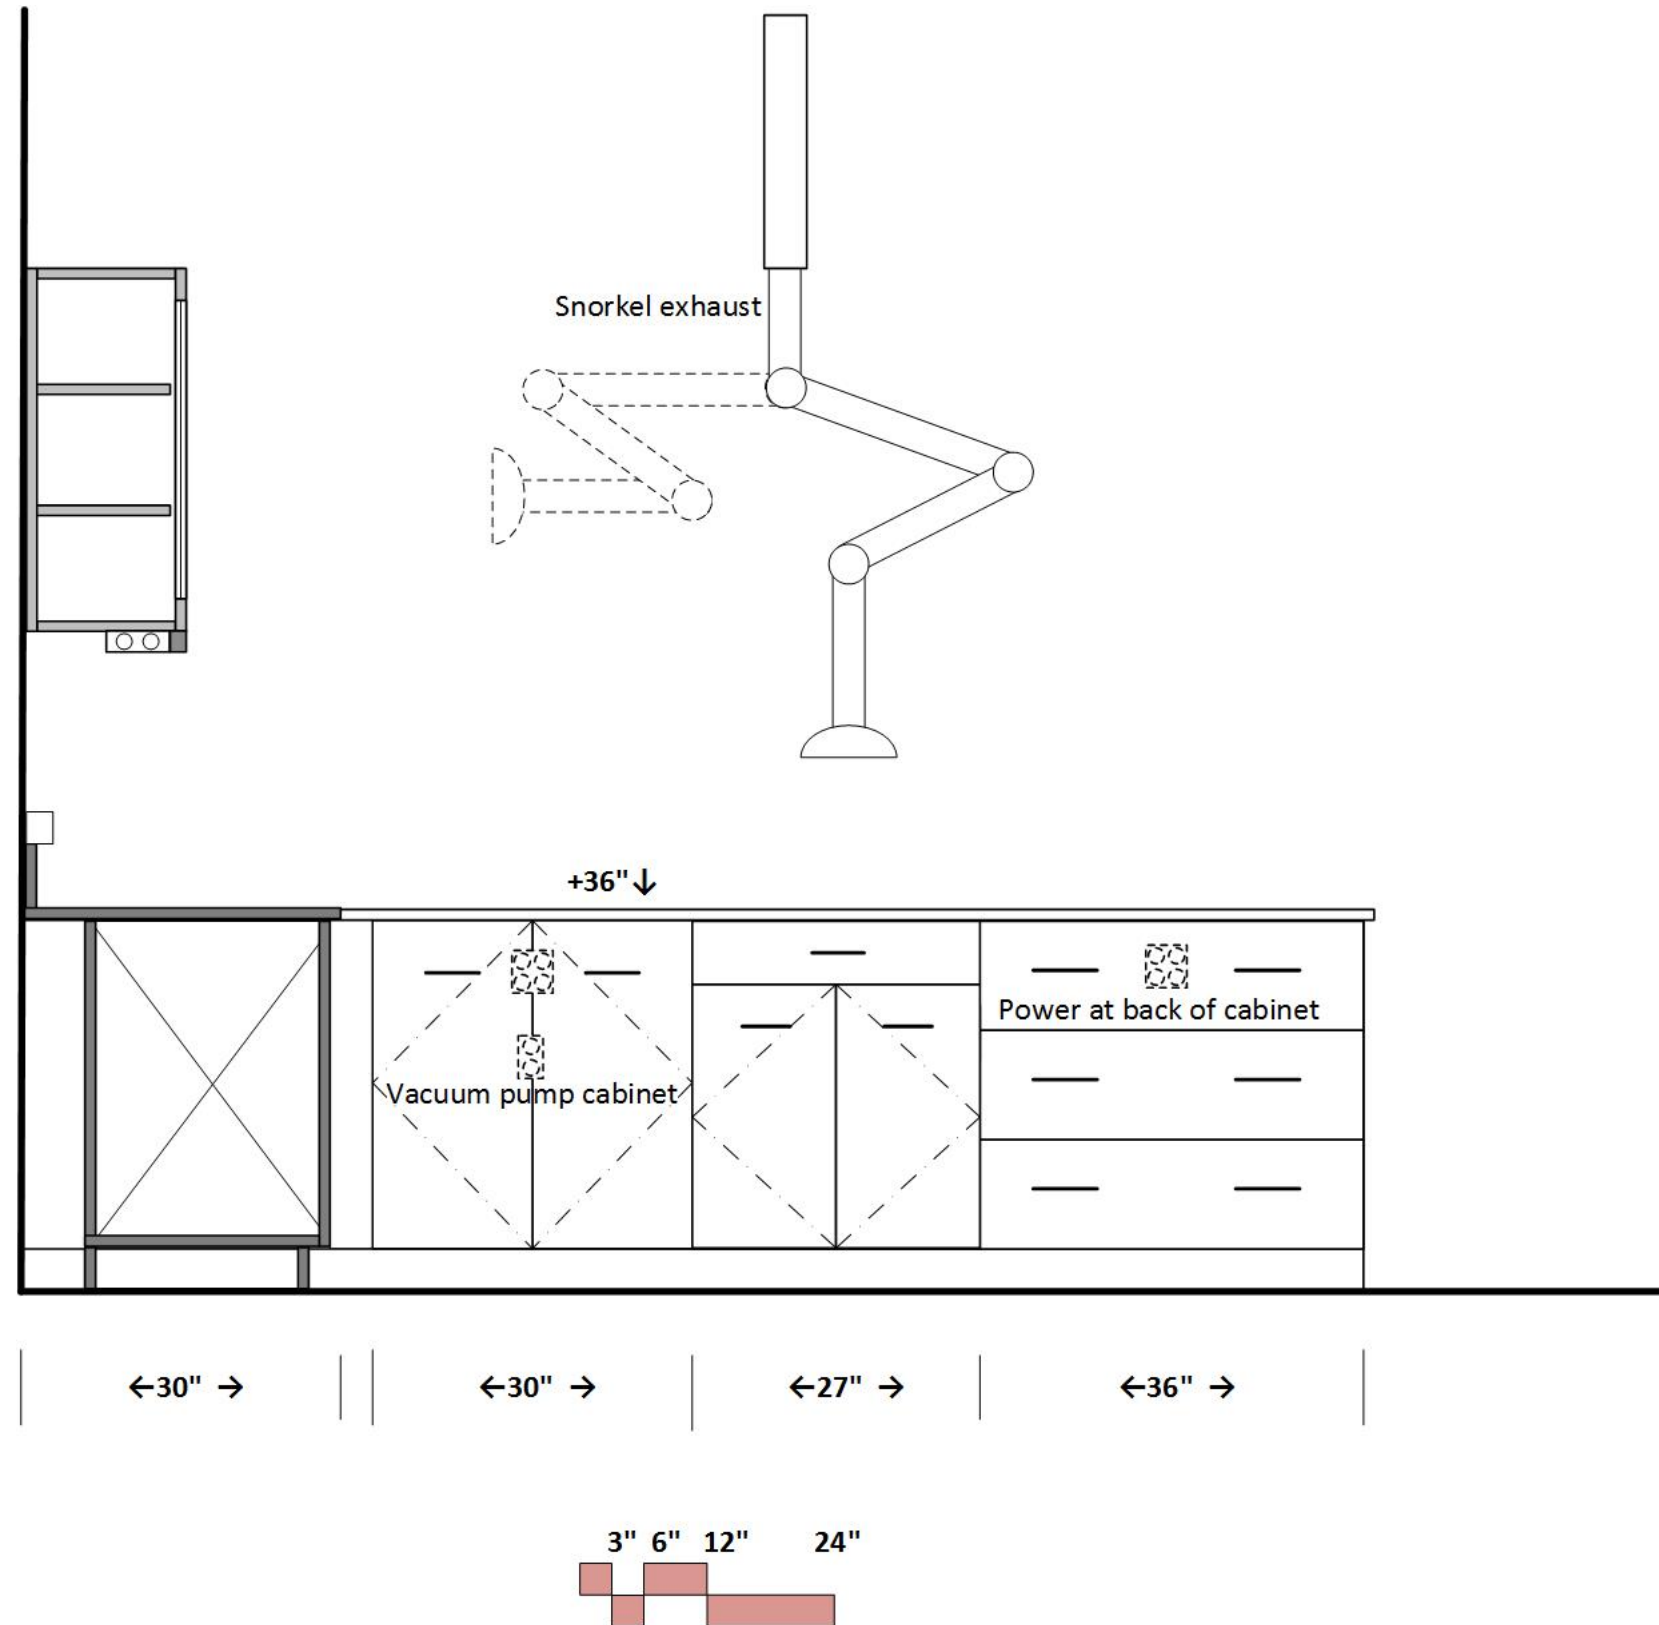 Snorkel exhaust
+36"↓
Power at back of cabinet
Vacuum pump cabinet
←30" → ←30" → ←27" → ←36" →
3" 6" 12" 24"